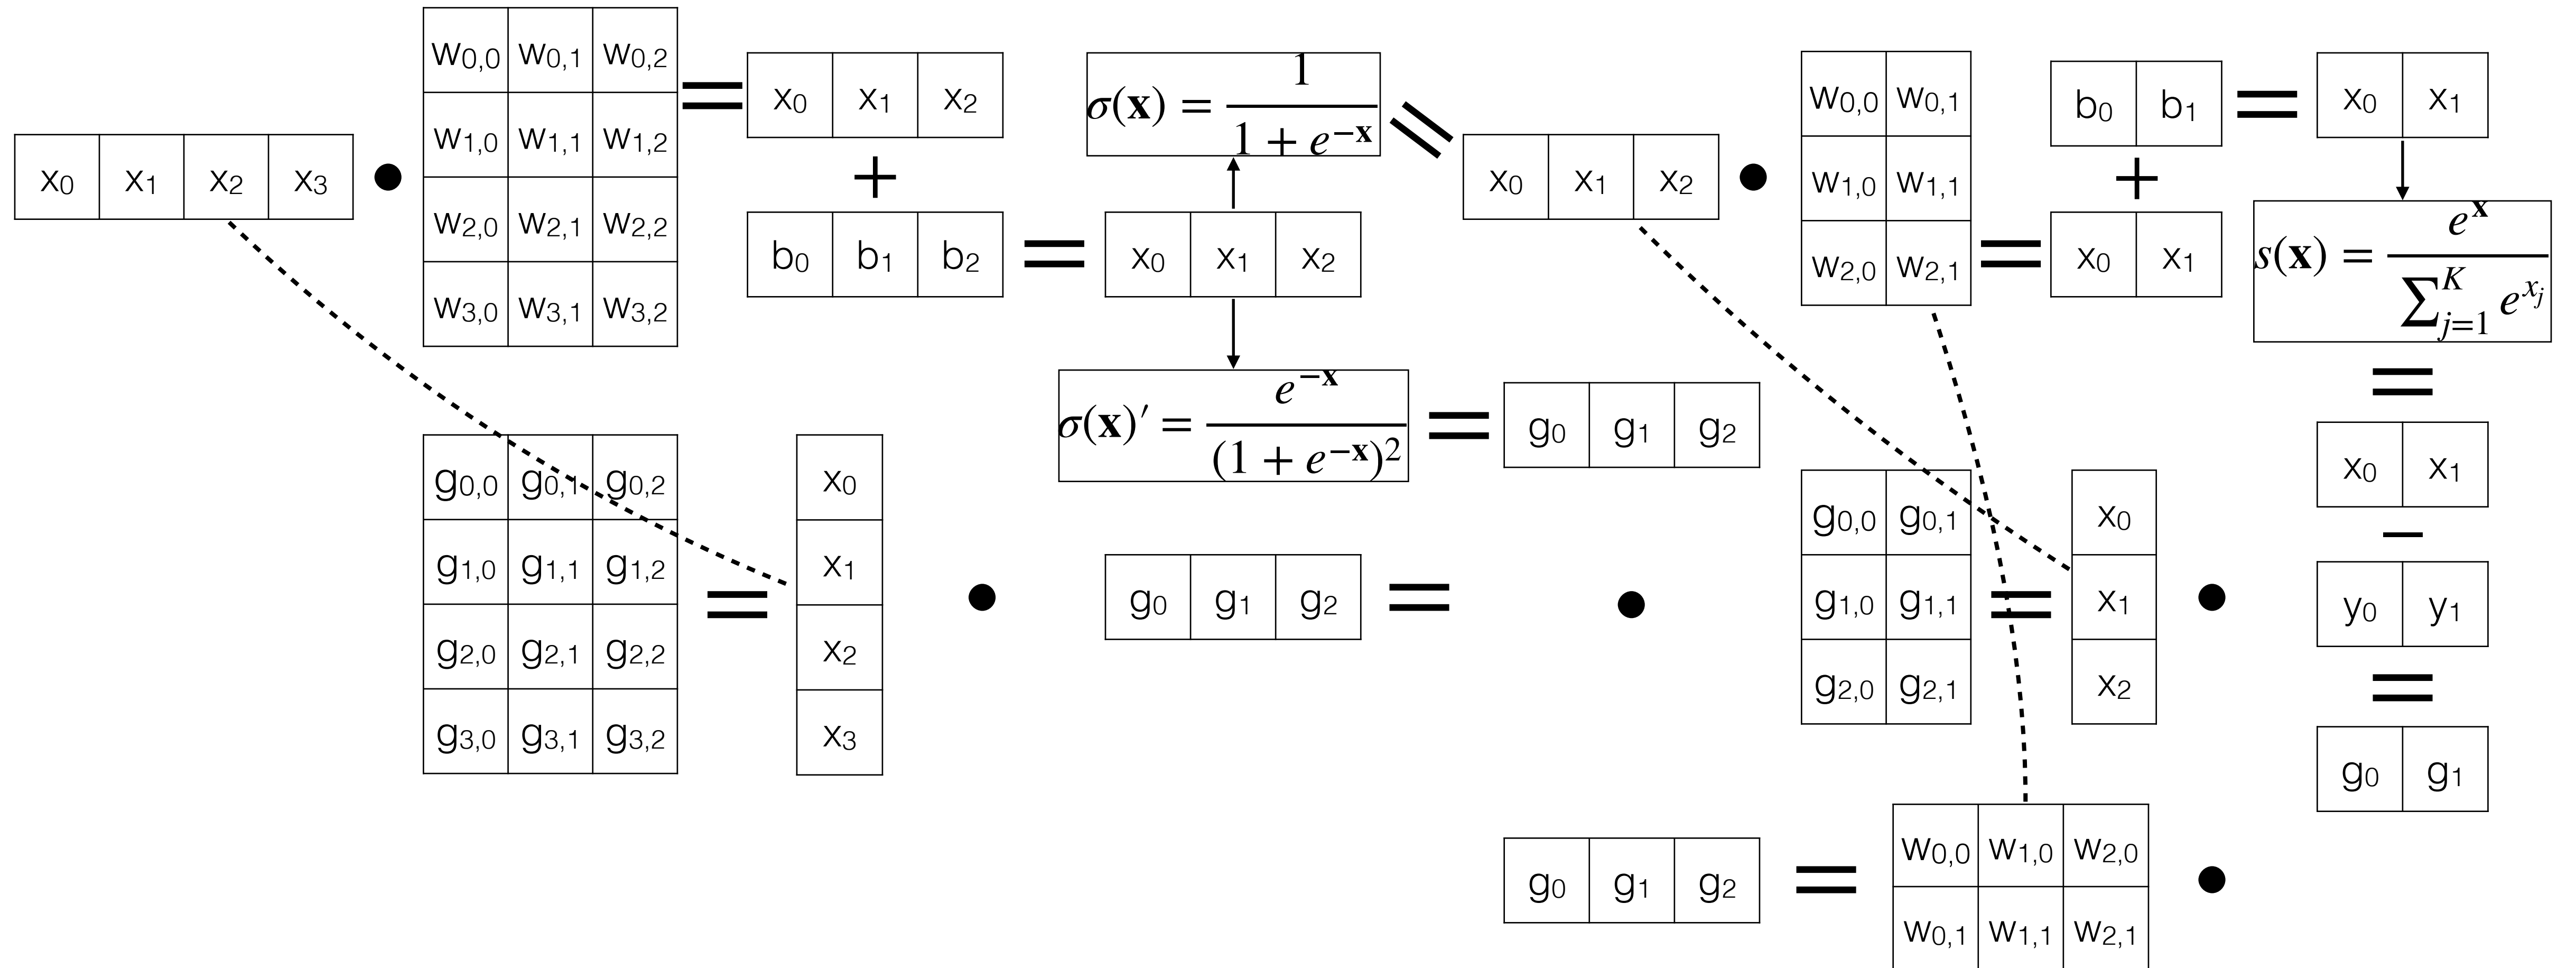 x₀ x₁ x₂ x₃ •
w₀,₀ w₀,₁ w₀,₂
w₁,₀ w₁,₁ w₁,₂
w₂,₀ w₂,₁ w₂,₂
w₃,₀ w₃,₁ w₃,₂
= x₀ x₁ x₂
+
b₀ b₁ b₂ = x₀ x₁ x₂
σ(𝐱) = 1 / (1 + e^−𝐱) =
σ(𝐱)′ = e^−𝐱 / (1 + e^−𝐱)² = g₀ g₁ g₂
x₀ x₁ x₂ •
w₀,₀ w₀,₁
w₁,₀ w₁,₁
w₂,₀ w₂,₁
= x₀ x₁
+
b₀ b₁ = x₀ x₁
s(𝐱) = e^𝐱 / ∑_{j=1}^{K} e^{x_j}
=
x₀ x₁
−
y₀ y₁
=
g₀ g₁
g₀,₀ g₀,₁ g₀,₂
g₁,₀ g₁,₁ g₁,₂
g₂,₀ g₂,₁ g₂,₂
g₃,₀ g₃,₁ g₃,₂
=
x₀
x₁
x₂
x₃
• g₀ g₁ g₂ = •
g₀,₀ g₀,₁
g₁,₀ g₁,₁
g₂,₀ g₂,₁
=
x₀
x₁
x₂
•
g₀ g₁ g₂ =
w₀,₀ w₁,₀ w₂,₀
w₀,₁ w₁,₁ w₂,₁
•